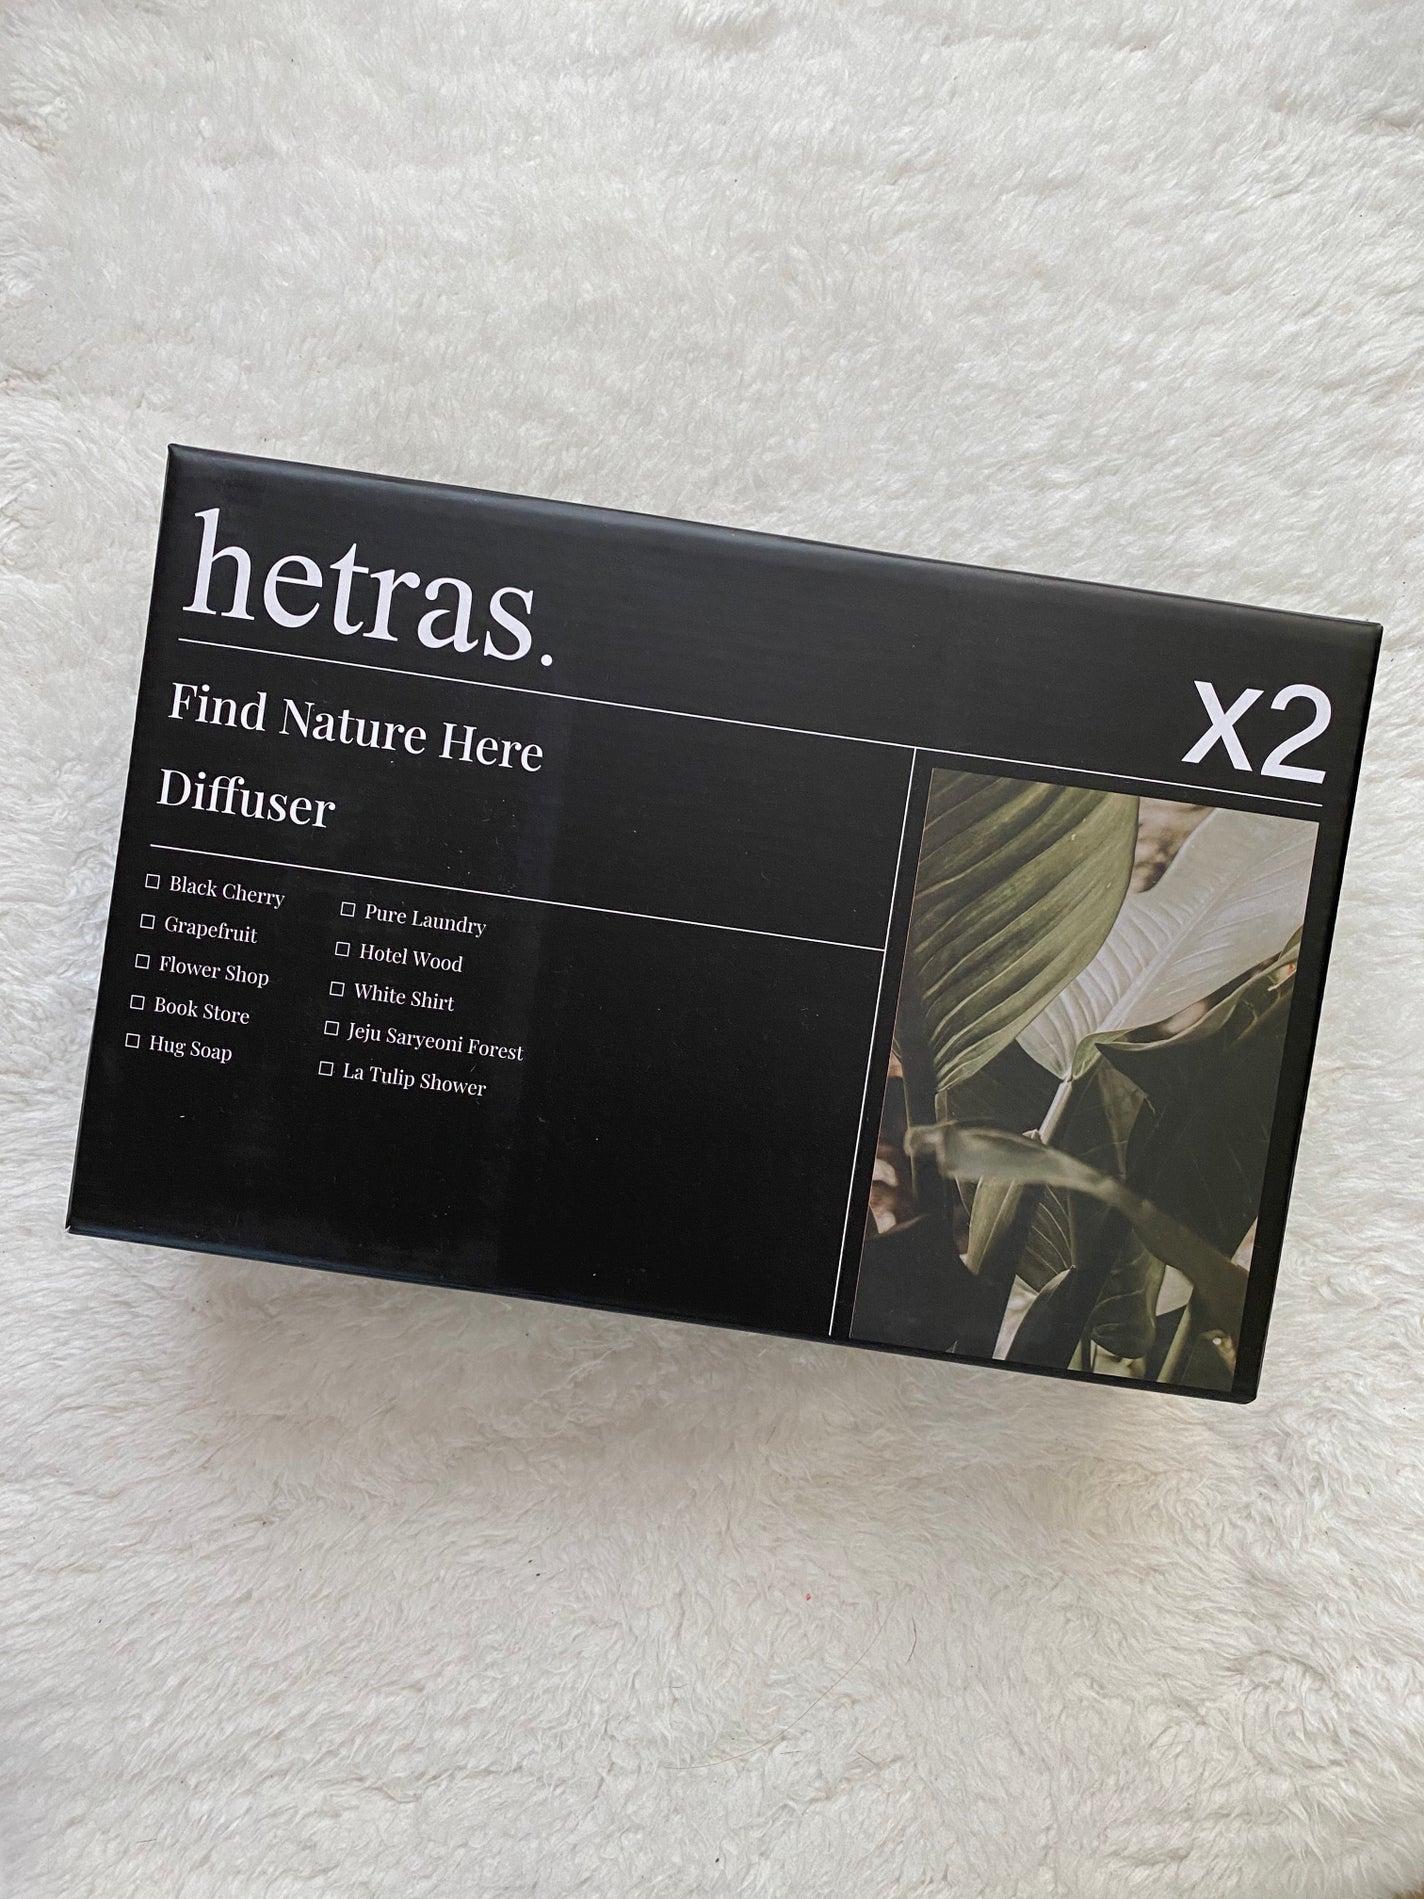 hetras.
X2
Find Nature Here
Diffuser
☐ Black Cherry
☐ Grapefruit
☐ Flower Shop
☐ Book Store
☐ Hug Soap
☐ Pure Laundry
☐ Hotel Wood
☐ White Shirt
☐ Jeju Saryeoni Forest
☐ La Tulip Shower